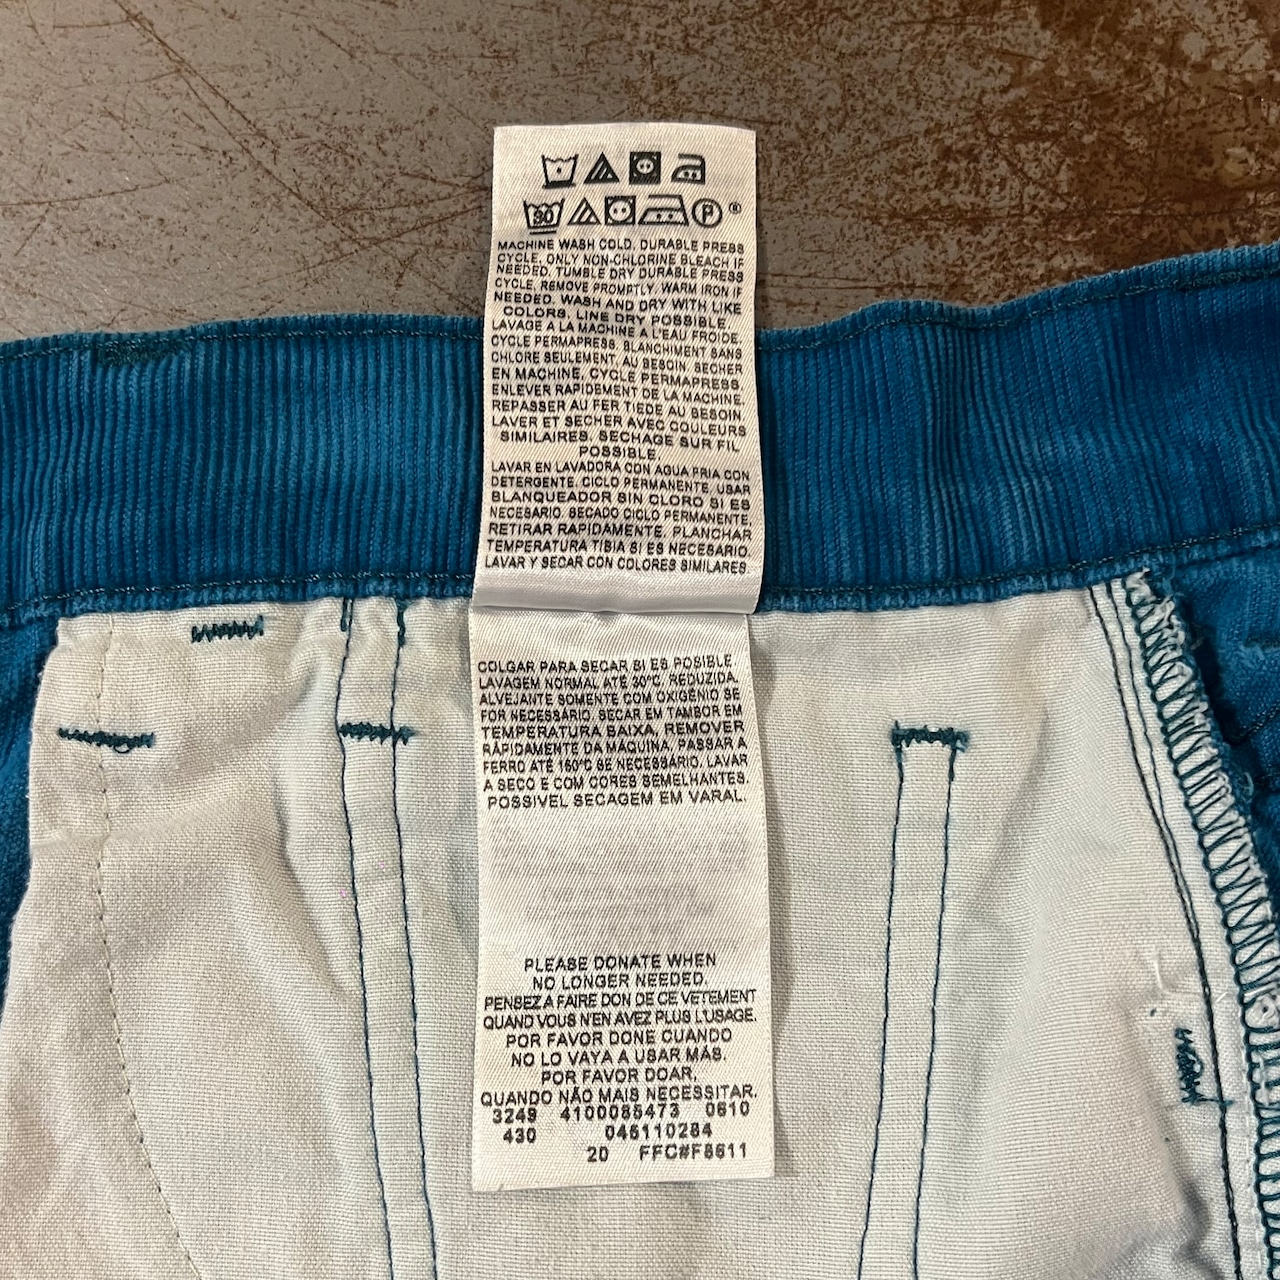 30
P
®
MACHINE WASH COLD, DURABLE PRESS
CYCLE, ONLY NON-CHLORINE BLEACH IF
NEEDED. TUMBLE DRY DURABLE PRESS
CYCLE, REMOVE PROMPTLY. WARM IRON IF
NEEDED. WASH AND DRY WITH LIKE
COLORS. LINE DRY POSSIBLE.
LAVAGE A LA MACHINE A L'EAU FROIDE,
CYCLE PERMAPRESS. BLANCHIMENT SANS
CHLORE SEULEMENT, AU BESOIN. SECHER
EN MACHINE, CYCLE PERMAPRESS,
ENLEVER RAPIDEMENT DE LA MACHINE.
REPASSER AU FER TIEDE AU BESOIN.
LAVER ET SECHER AVEC COULEURS
SIMILAIRES. SECHAGE SUR FIL
POSSIBLE.
LAVAR EN LAVADORA CON AGUA FRIA CON
DETERGENTE. CICLO PERMANENTE. USAR
BLANQUEADOR SIN CLORO SI ES
NECESARIO. SECADO CICLO PERMANENTE,
RETIRAR RAPIDAMENTE. PLANCHAR
TEMPERATURA TIBIA SI ES NECESARIO.
LAVAR Y SECAR CON COLORES SIMILARES.
COLGAR PARA SECAR SI ES POSIBLE.
LAVAGEM NORMAL ATÉ 30°C, REDUZIDA.
ALVEJANTE SOMENTE COM OXIGÊNIO SE
FOR NECESSÁRIO. SECAR EM TAMBOR EM
TEMPERATURA BAIXA, REMOVER
RÁPIDAMENTE DA MÁQUINA. PASSAR A
FERRO ATÉ 150°C SE NECESSÁRIO. LAVAR
A SECO E COM CORES SEMELHANTES.
POSSIVEL SECAGEM EM VARAL.
PLEASE DONATE WHEN
NO LONGER NEEDED.
PENSEZ A FAIRE DON DE CE VETEMENT
QUAND VOUS N'EN AVEZ PLUS L'USAGE.
POR FAVOR DONE CUANDO
NO LO VAYA A USAR MÁS.
POR FAVOR DOAR,
QUANDO NÃO MAIS NECESSITAR.
3249 4100085473 0610
430 045110284
20 FFC#F8611